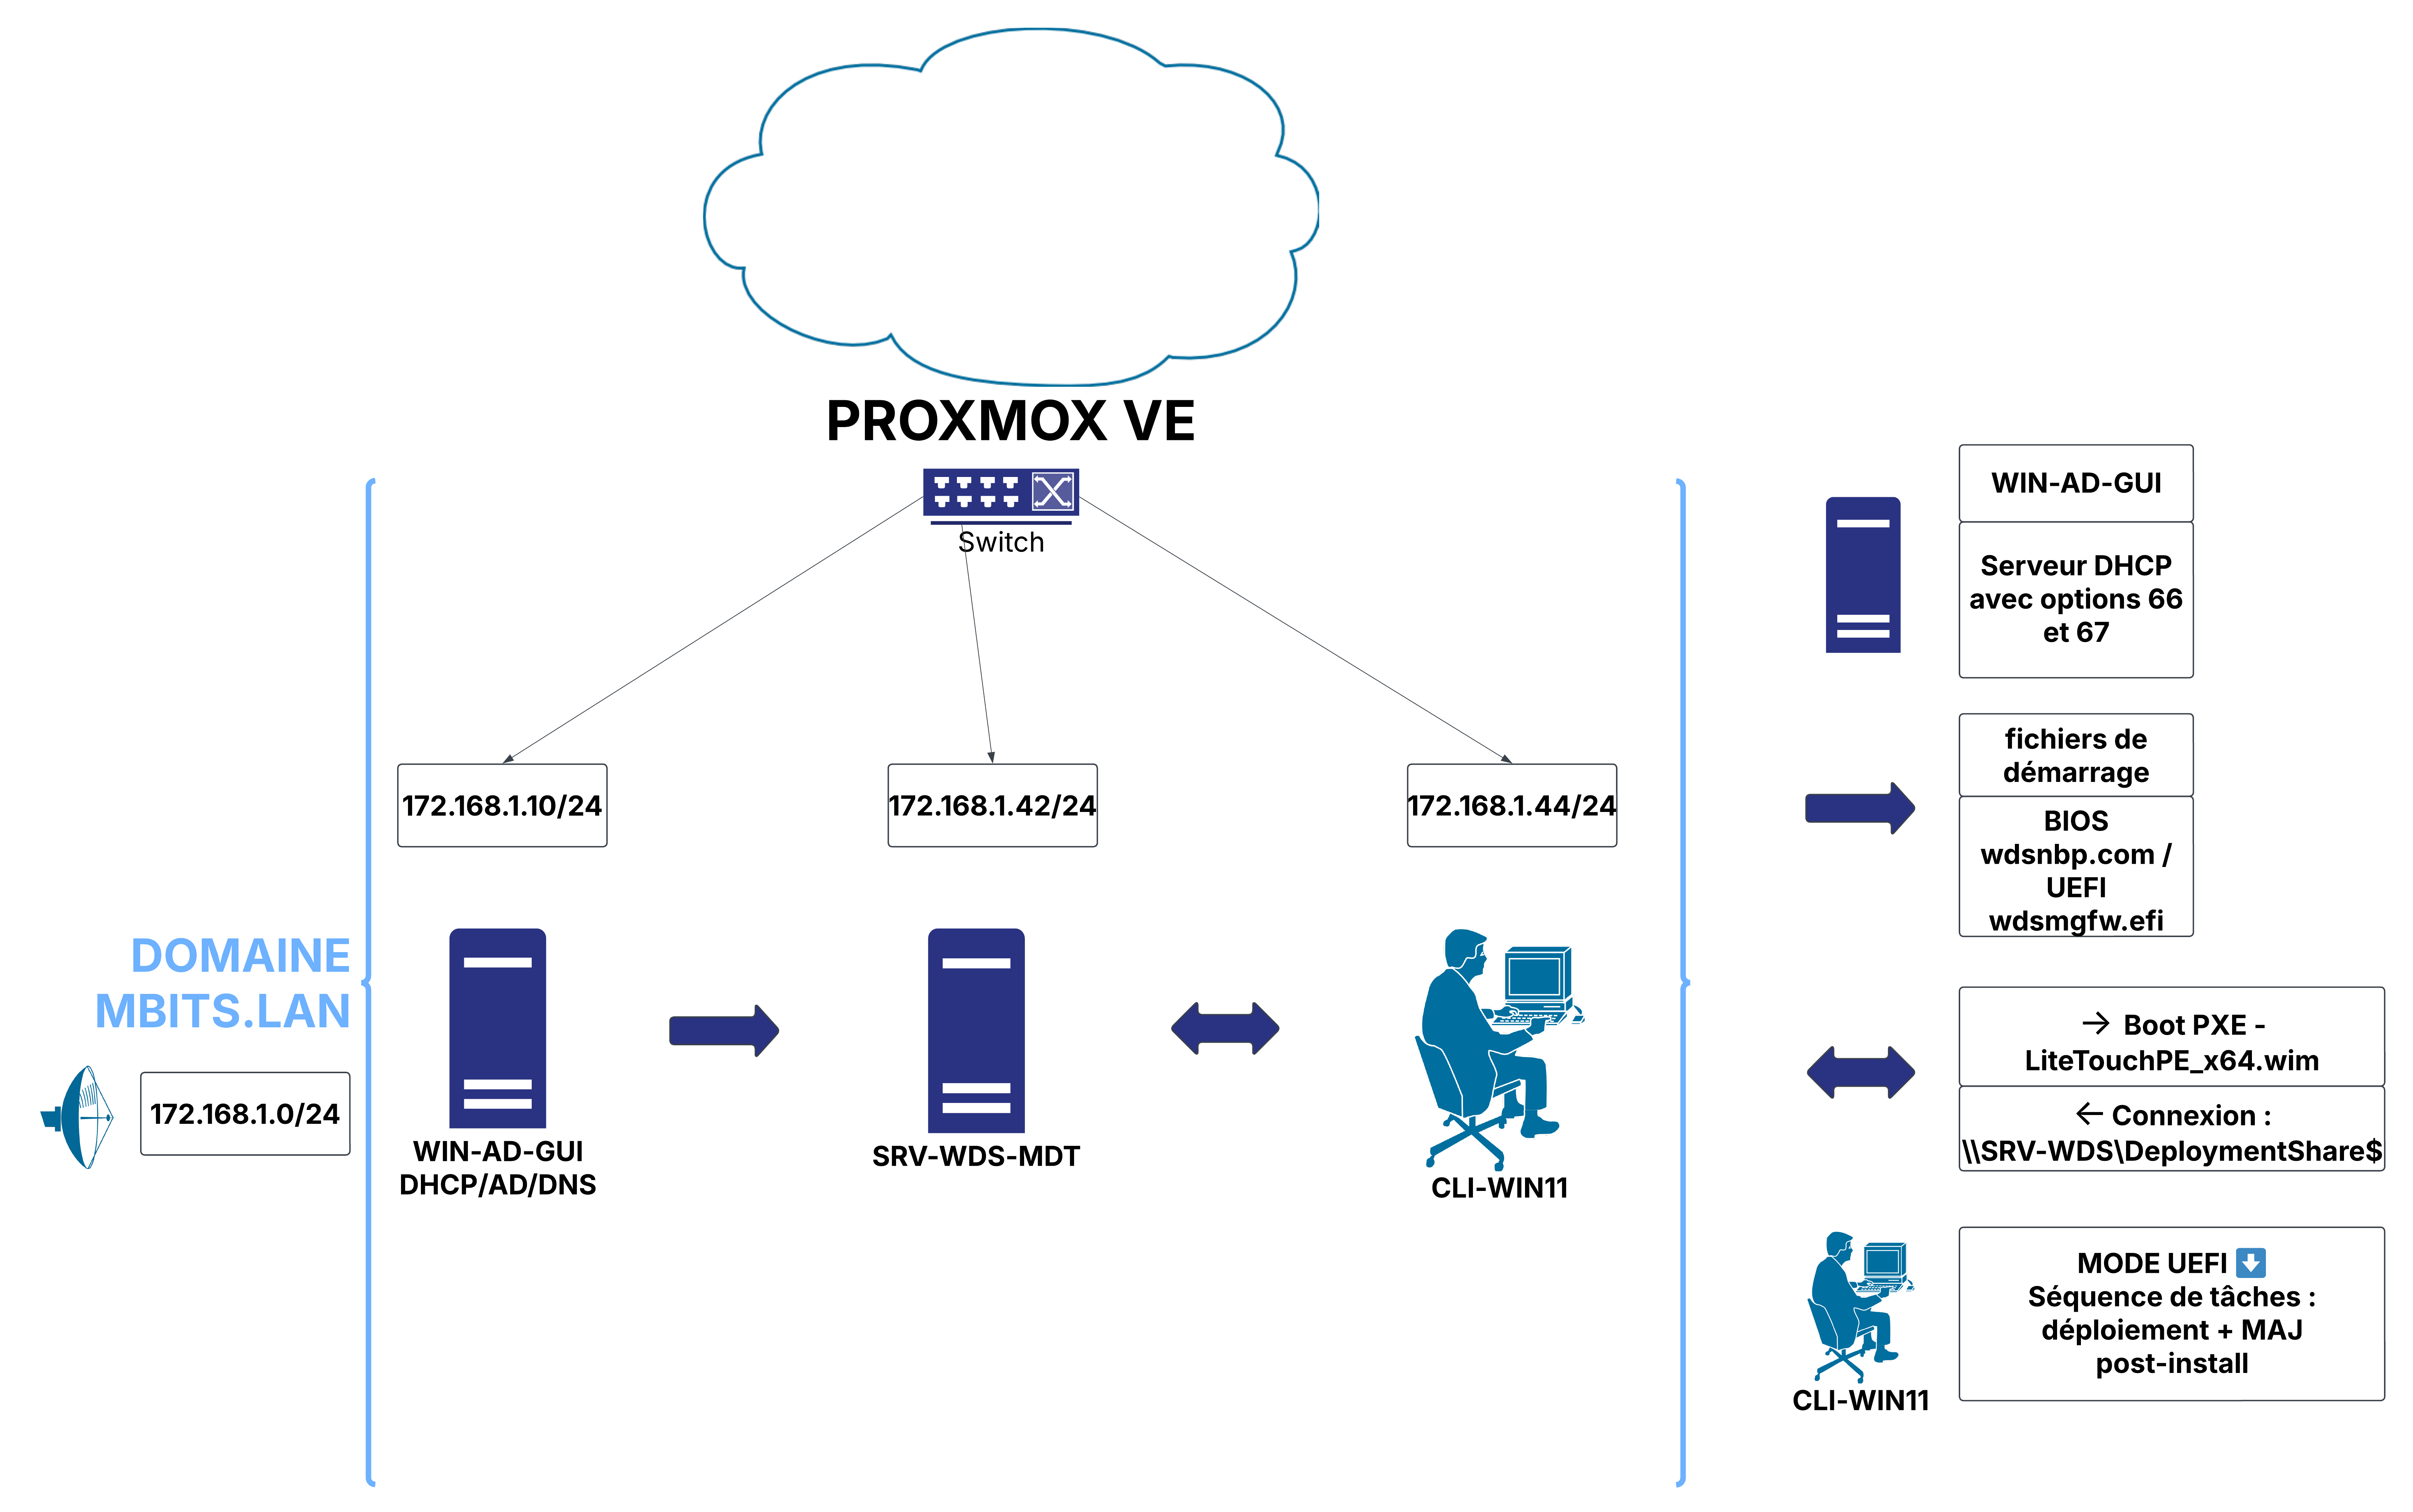 PROXMOX VE
Switch
172.168.1.10/24
172.168.1.42/24
172.168.1.44/24
DOMAINE
MBITS.LAN
172.168.1.0/24
WIN-AD-GUI
DHCP/AD/DNS
SRV-WDS-MDT
CLI-WIN11
WIN-AD-GUI
Serveur DHCP
avec options 66
et 67
fichiers de
démarrage
BIOS
wdsnbp.com /
UEFI
wdsmgfw.efi
→ Boot PXE -
LiteTouchPE_x64.wim
← Connexion :
\\SRV-WDS\DeploymentShare$
MODE UEFI ⬇
Séquence de tâches :
déploiement + MAJ
post-install
CLI-WIN11